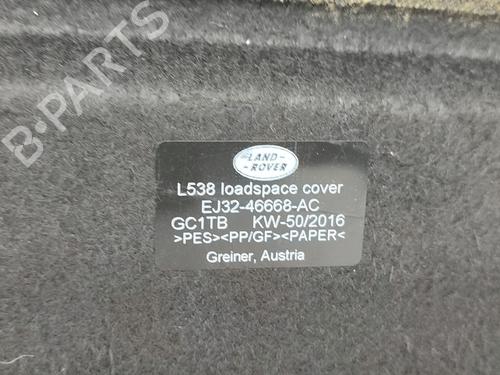 B-PARTS
LAND-
-ROVER
L538 loadspace cover
EJ32-46668-AC
GC1TB KW-50/2016
>PES><PP/GF><PAPER<
Greiner, Austria